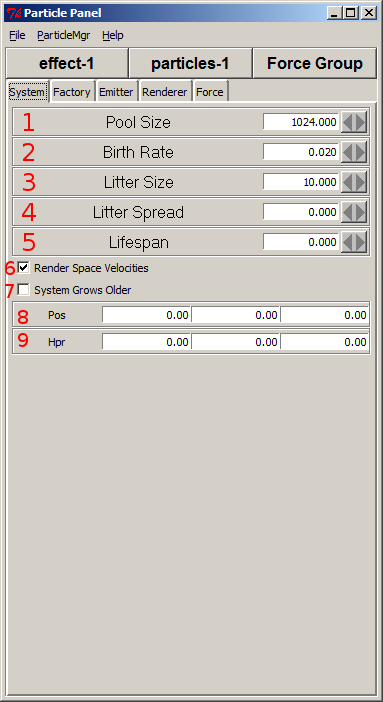 Particle Panel
File ParticleMgr Help
effect-1 particles-1 Force Group
System Factory Emitter Renderer Force
1 Pool Size 1024.000
2 Birth Rate 0.020
3 Litter Size 10.000
4 Litter Spread 0.000
5 Lifespan 0.000
6 Render Space Velocities
7 System Grows Older
8 Pos 0.00 0.00 0.00
9 Hpr 0.00 0.00 0.00